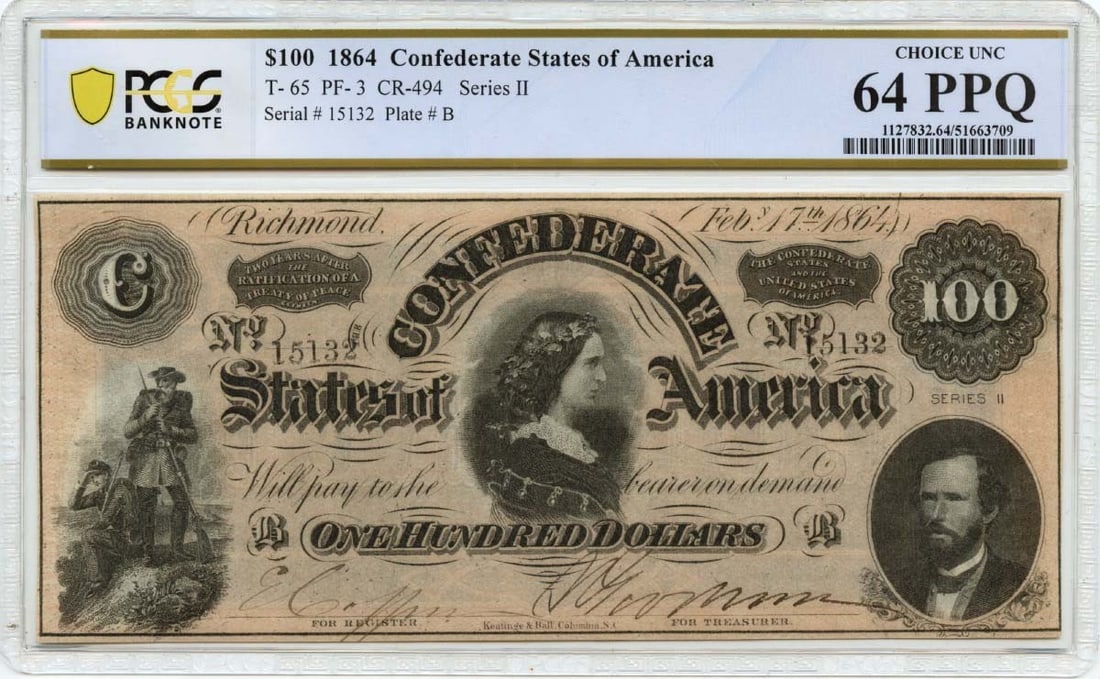 $100 1864 Confederate States of America
T- 65 PF- 3 CR-494 Series II
Serial # 15132 Plate # B
PCGS
BANKNOTE
CHOICE UNC
64 PPQ
1127832.64/51663709
Richmond,
Feby 17th 1864
C
TWO YEARS AFTER
THE
RATIFICATION OF A
TREATY OF PEACE
BETWEEN
CONFEDERATE
THE CONFEDERATE
STATES
AND THE
UNITED STATES
OF AMERICA.
100
No 15132
No 15132
States of America
SERIES II
Will pay to the bearer on demand
B ONE HUNDRED DOLLARS B
FOR REGISTER
Keatinge & Ball, Columbia, S.C.
FOR TREASURER.